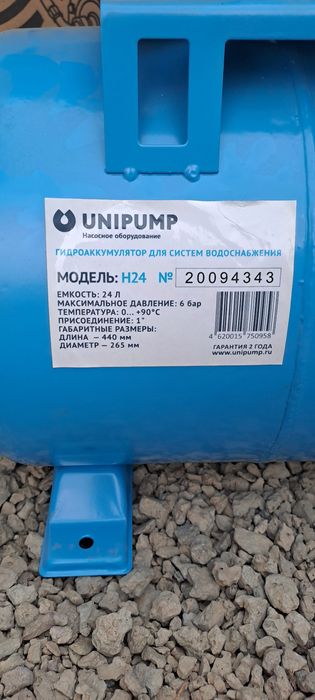 UNIPUMP
Насосное оборудование
ГИДРОАККУМУЛЯТОР ДЛЯ СИСТЕМ ВОДОСНАБЖЕНИЯ
МОДЕЛЬ: H24 № 20094343
ЕМКОСТЬ: 24 Л
МАКСИМАЛЬНОЕ ДАВЛЕНИЕ: 6 бар
ТЕМПЕРАТУРА: 0... +90°С
ПРИСОЕДИНЕНИЕ: 1"
ГАБАРИТНЫЕ РАЗМЕРЫ:
ДЛИНА – 440 мм
ДИАМЕТР – 265 мм
4 620015 750958
ГАРАНТИЯ 2 ГОДА
www.unipump.ru